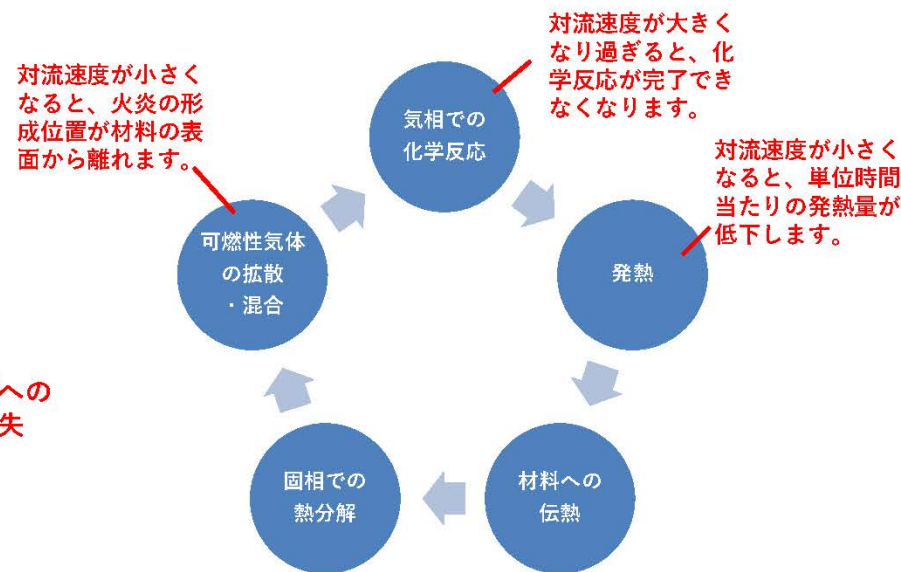 対流速度が大きく
なり過ぎると、化
学反応が完了でき
なくなります。
対流速度が小さく
なると、火炎の形
成位置が材料の表
面から離れます。
気相での
化学反応
対流速度が小さく
なると、単位時間
当たりの発熱量が
低下します。
可燃性気体
の拡散
・混合
発熱
への
失
固相での
熱分解
材料への
伝熱